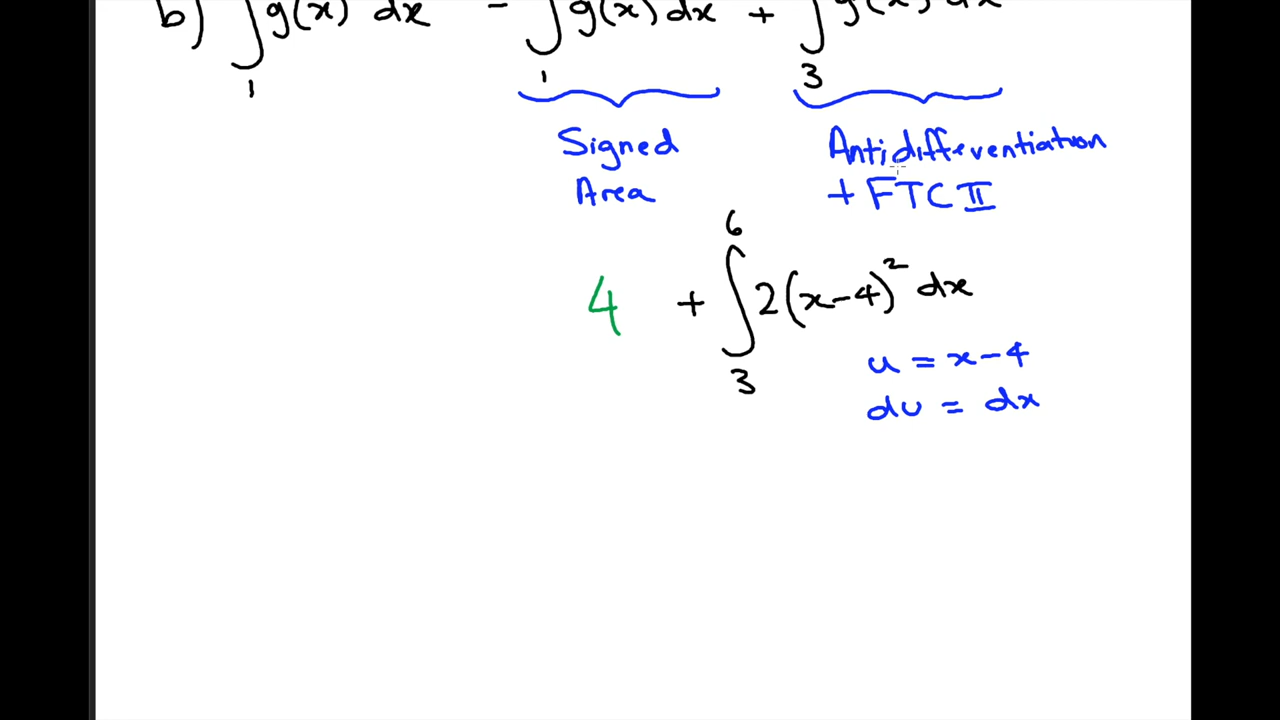 b) ∫ g(x) dx = ∫ g(x) dx + ∫ g(x) dx
1 1 3
Signed Antidifferentiation
Area + FTC II
6
4 + ∫ 2(x-4)² dx
3
u = x-4
du = dx